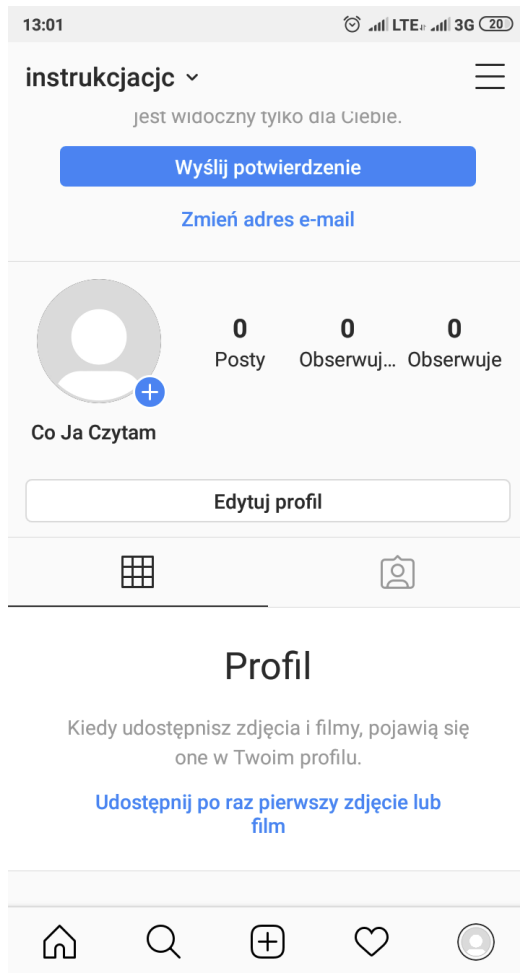 13:01 LTE 3G 20
instrukcjacjc
jest widoczny tylko dla Ciebie.
Wyślij potwierdzenie
Zmień adres e-mail
0 0 0
Posty Obserwuj... Obserwuje
Co Ja Czytam
Edytuj profil
Profil
Kiedy udostępnisz zdjęcia i filmy, pojawią się
one w Twoim profilu.
Udostępnij po raz pierwszy zdjęcie lub
film